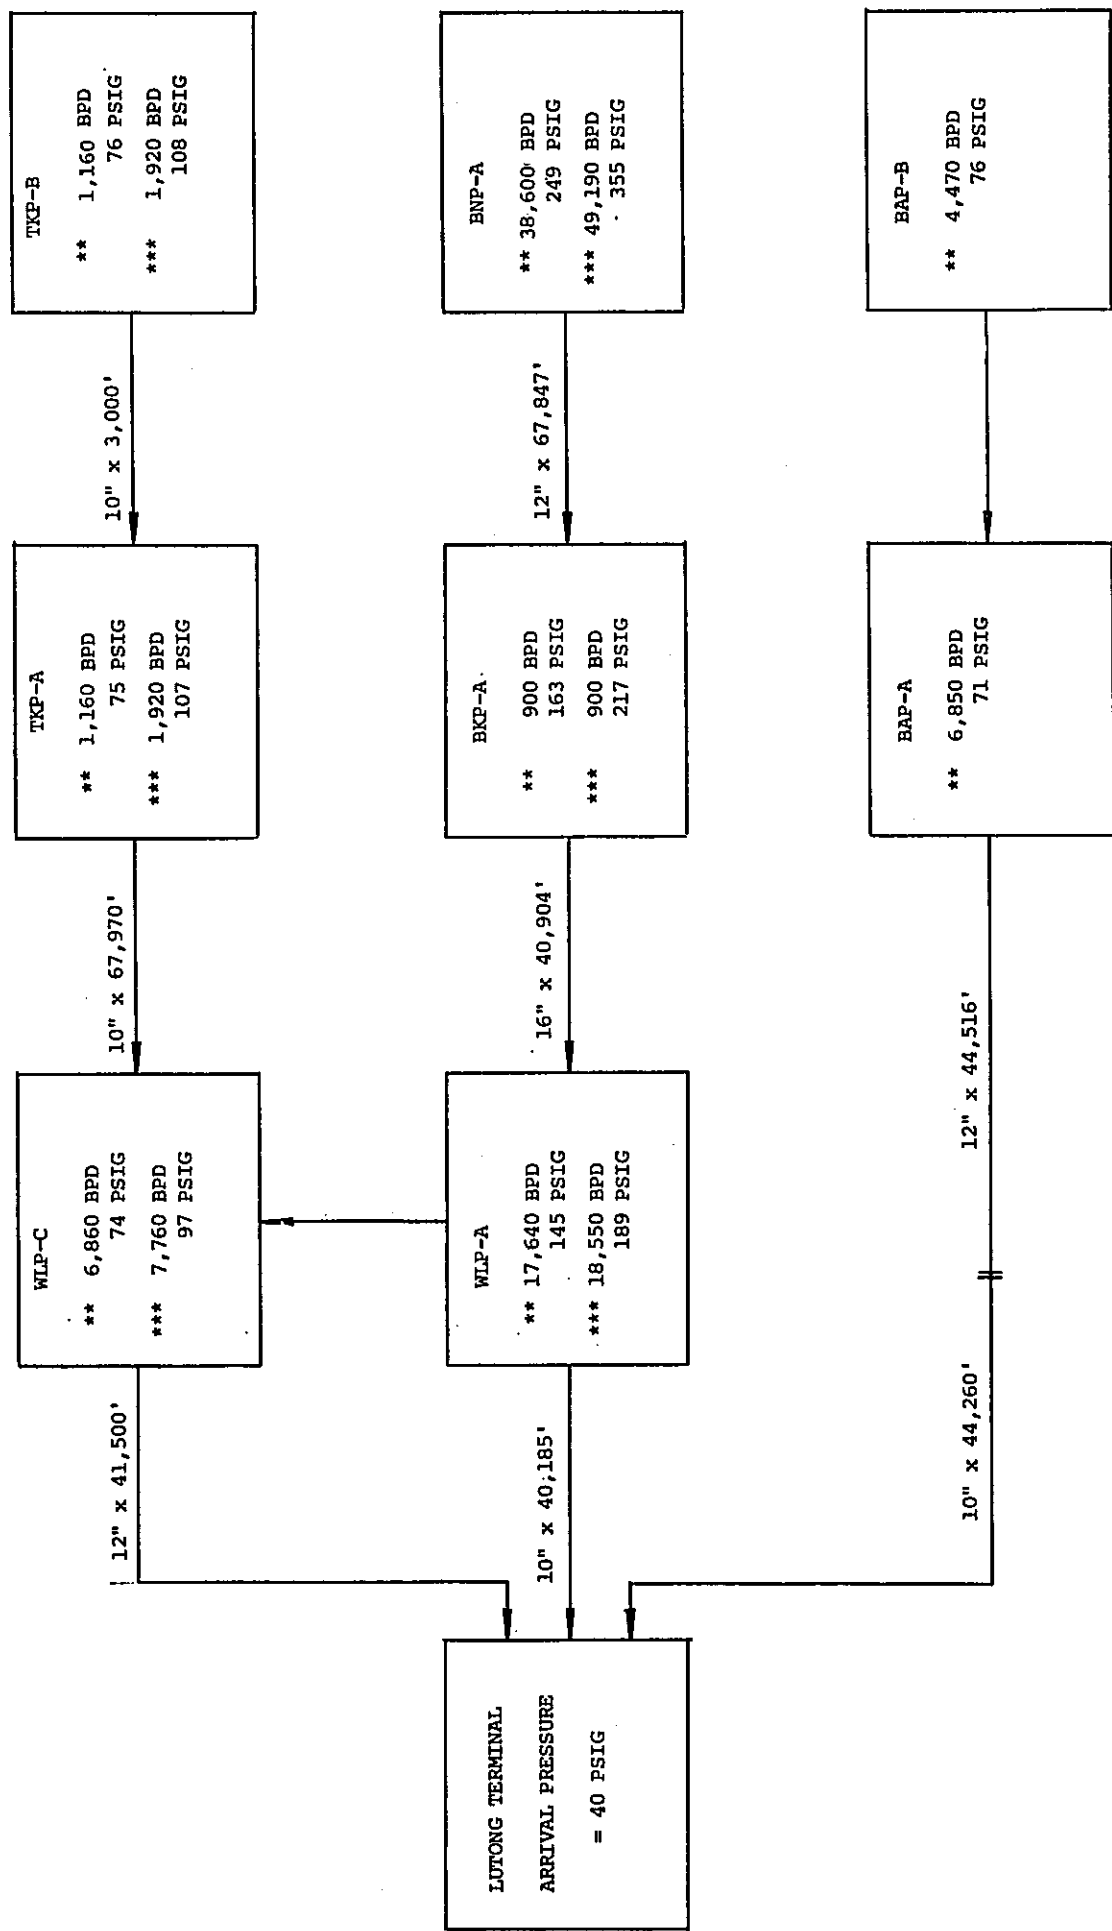 TKP-B
** 1,160 BPD
76 PSIG
*** 1,920 BPD
108 PSIG
10" x 3,000'
TKP-A
** 1,160 BPD
75 PSIG
*** 1,920 BPD
107 PSIG
10" x 67,970'
WLP-C
** 6,860 BPD
74 PSIG
*** 7,760 BPD
97 PSIG
12" x 41,500'
BNP-A
** 38,600 BPD
249 PSIG
*** 49,190 BPD
355 PSIG
12" x 67,847'
BKP-A
** 900 BPD
163 PSIG
*** 900 BPD
217 PSIG
16" x 40,904'
WLP-A
** 17,640 BPD
145 PSIG
*** 18,550 BPD
189 PSIG
10" x 40,185'
LUTONG TERMINAL
ARRIVAL PRESSURE
= 40 PSIG
BAP-B
** 4,470 BPD
76 PSIG
BAP-A
** 6,850 BPD
71 PSIG
12" x 44,516'
10" x 44,260'